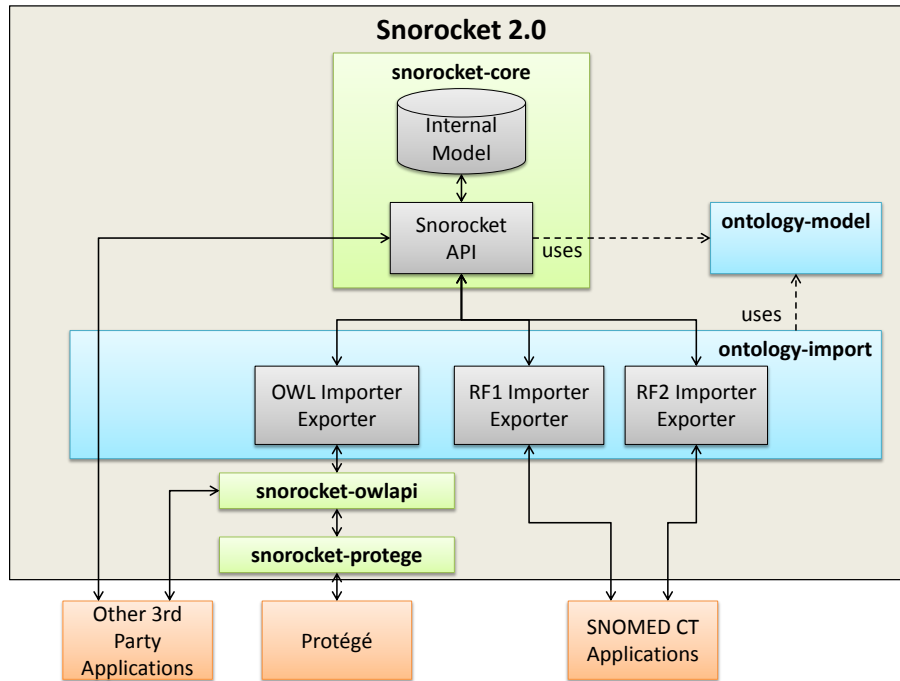 Snorocket 2.0
snorocket-core
Internal
Model
Snorocket
API
uses
ontology-model
uses
ontology-import
OWL Importer
Exporter
RF1 Importer
Exporter
RF2 Importer
Exporter
snorocket-owlapi
snorocket-protege
Other 3rd
Party
Applications
Protégé
SNOMED CT
Applications